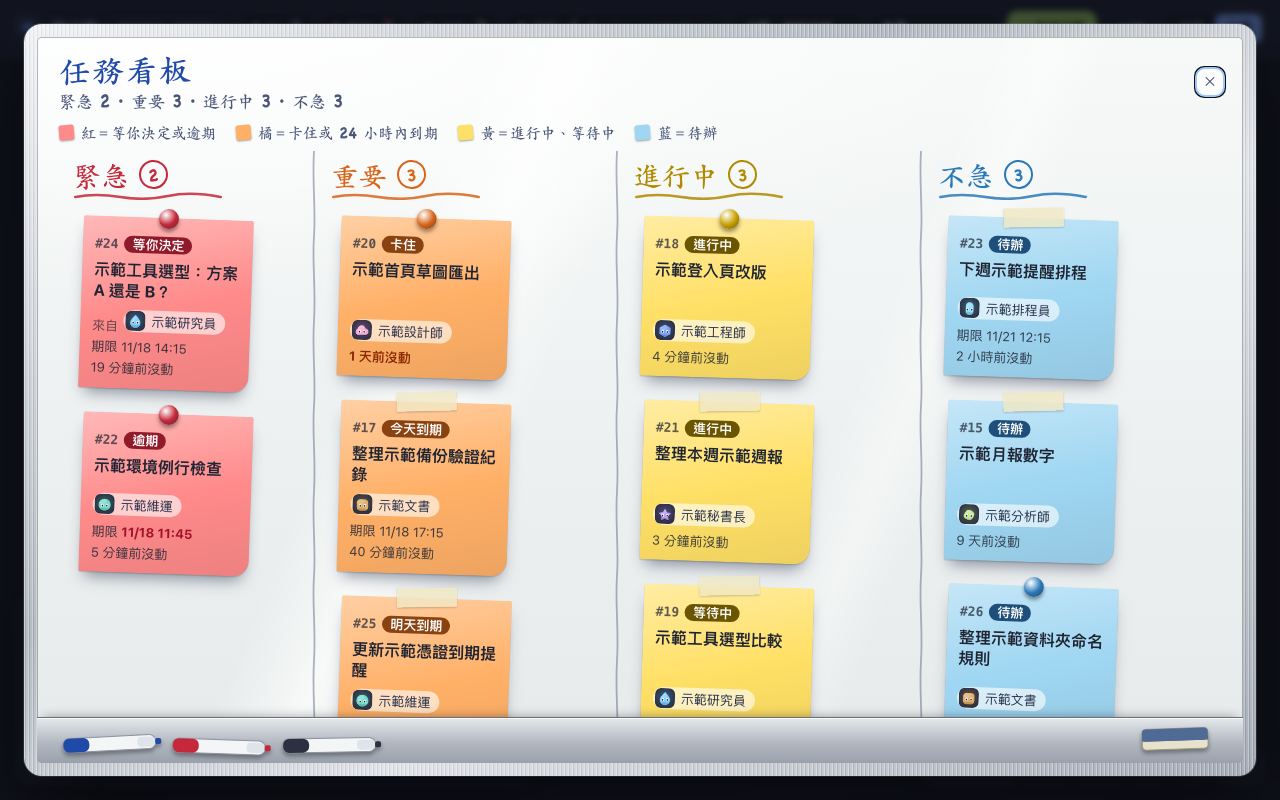 任務看板
緊急 2・重要 3・進行中 3・不急 3
紅＝等你決定或逾期 橘＝卡住或 24 小時內到期 黃＝進行中、等待中 藍＝待辦
緊急 2
#24 等你決定
示範工具選型：方案
A 還是 B？
來自 示範研究員
期限 11/18 14:15
19 分鐘前沒動
#22 逾期
示範環境例行檢查
示範維運
期限 11/18 11:45
5 分鐘前沒動
重要 3
#20 卡住
示範首頁草圖匯出
示範設計師
1 天前沒動
#17 今天到期
整理示範備份驗證紀
錄
示範文書
期限 11/18 17:15
40 分鐘前沒動
#25 明天到期
更新示範憑證到期提
醒
示範維運
進行中 3
#18 進行中
示範登入頁改版
示範工程師
4 分鐘前沒動
#21 進行中
整理本週示範週報
示範秘書長
3 分鐘前沒動
#19 等待中
示範工具選型比較
示範研究員
不急 3
#23 待辦
下週示範提醒排程
示範排程員
期限 11/21 12:15
2 小時前沒動
#15 待辦
示範月報數字
示範分析師
9 天前沒動
#26 待辦
整理示範資料夾命名
規則
示範文書